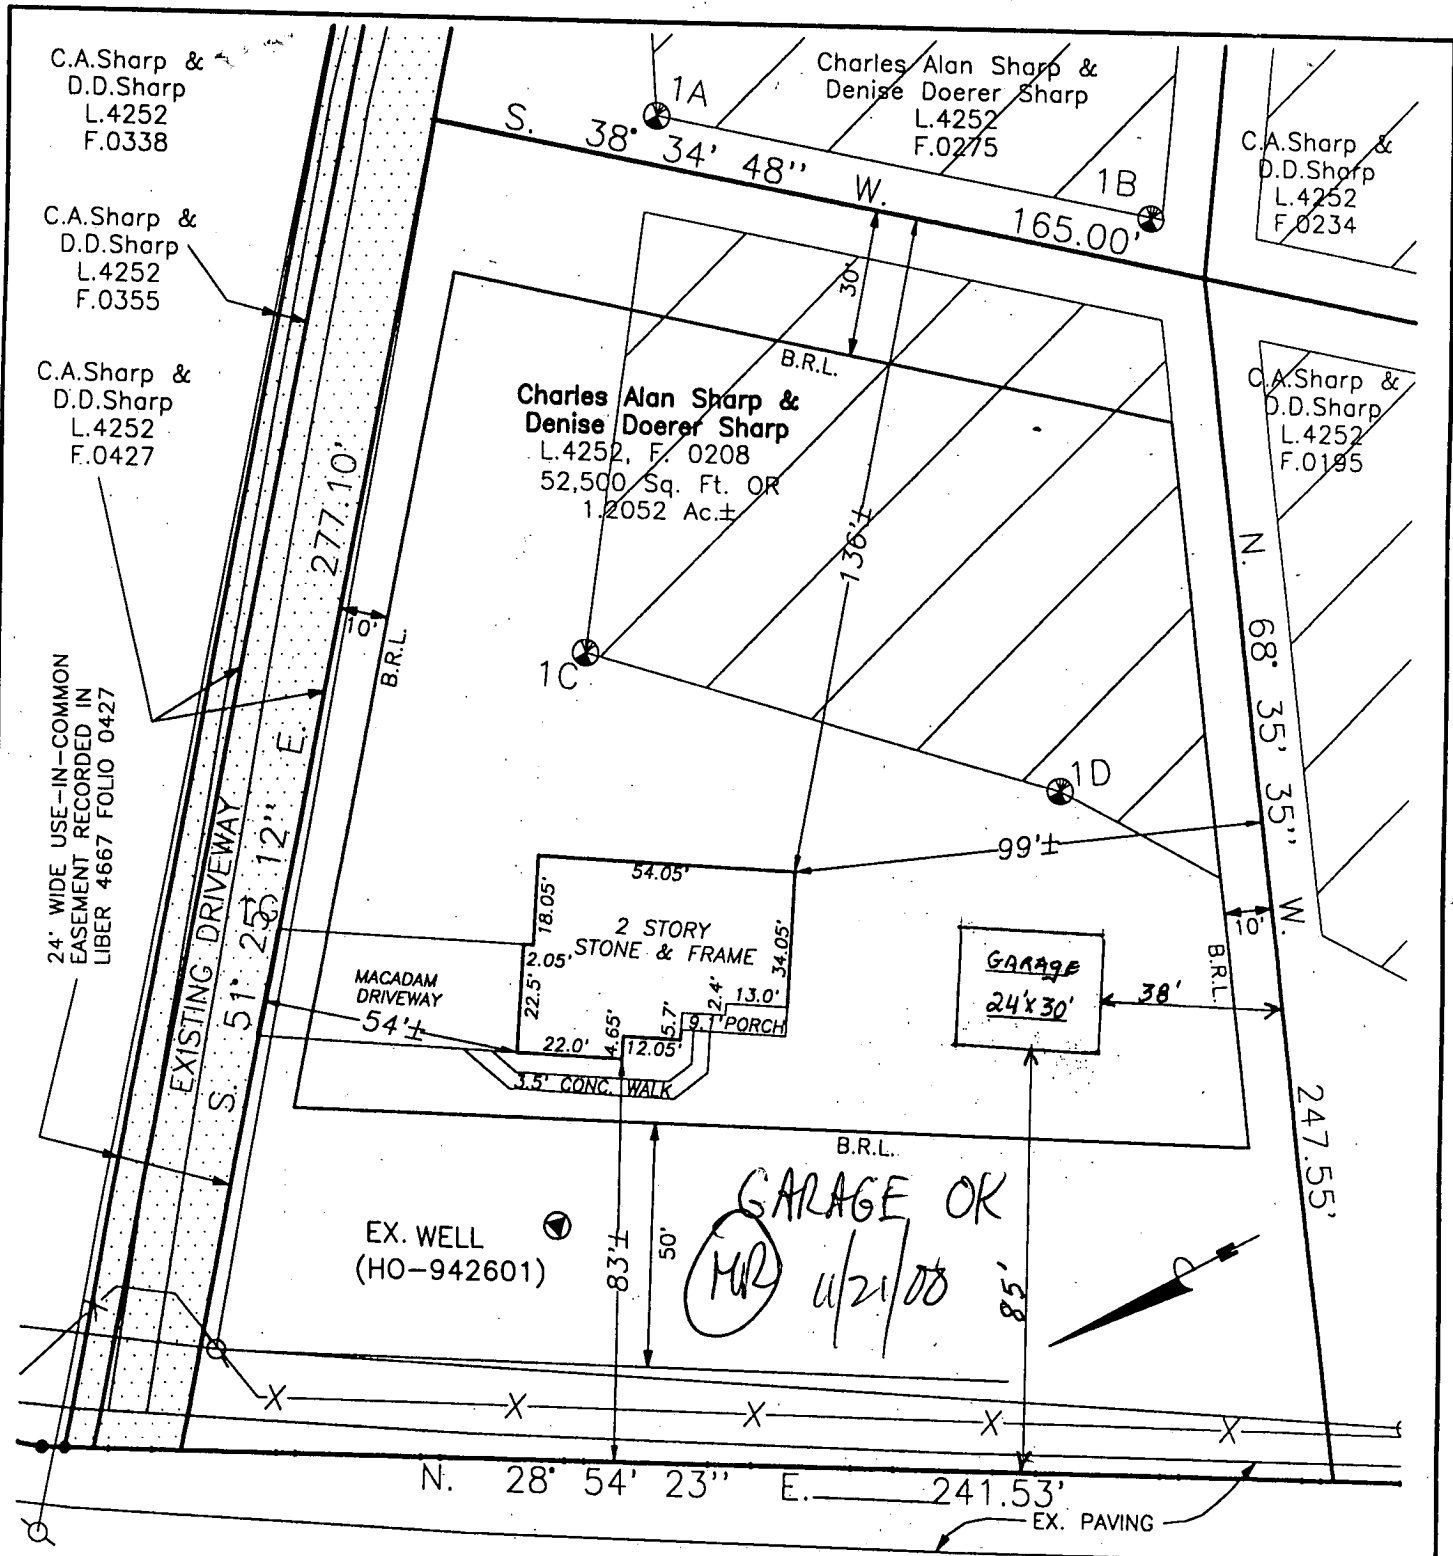 C.A.Sharp &
D.D.Sharp
L.4252
F.0338
C.A.Sharp &
D.D.Sharp
L.4252
F.0355
C.A.Sharp &
D.D.Sharp
L.4252
F.0427
Charles Alan Sharp &
Denise Doerer Sharp
L.4252
F.0275
C.A.Sharp &
D.D.Sharp
L.4252
F.0234
C.A.Sharp &
D.D.Sharp
L.4252
F.0195
1A
1B
S. 38° 34' 48" W.
165.00'
30'
B.R.L.
Charles Alan Sharp &
Denise Doerer Sharp
L.4252, F. 0208
52,500 Sq. Ft. OR
1.2052 Ac.±
136'±
277.10'
10'
B.R.L.
1C
1D
N. 68° 35' 35" W.
247.55'
24' WIDE USE-IN-COMMON
EASEMENT RECORDED IN
LIBER 4667 FOLIO 0427
EXISTING DRIVEWAY
S. 51° 25' 12" E.
99'±
54.05'
18.05'
2 STORY
STONE & FRAME
34.05'
2.05'
22.5'
MACADAM
DRIVEWAY
54'±
22.0'
4.65'
12.05'
5.7'
2.4'
13.0'
9.1'
PORCH
3.5' CONC. WALK
GARAGE
24'x30'
38'
10'
B.R.L.
B.R.L.
EX. WELL
(HO-942601)
83'±
50'
GARAGE OK
11/21/00
85'
X X X X X
N. 28° 54' 23" E.
241.53'
EX. PAVING